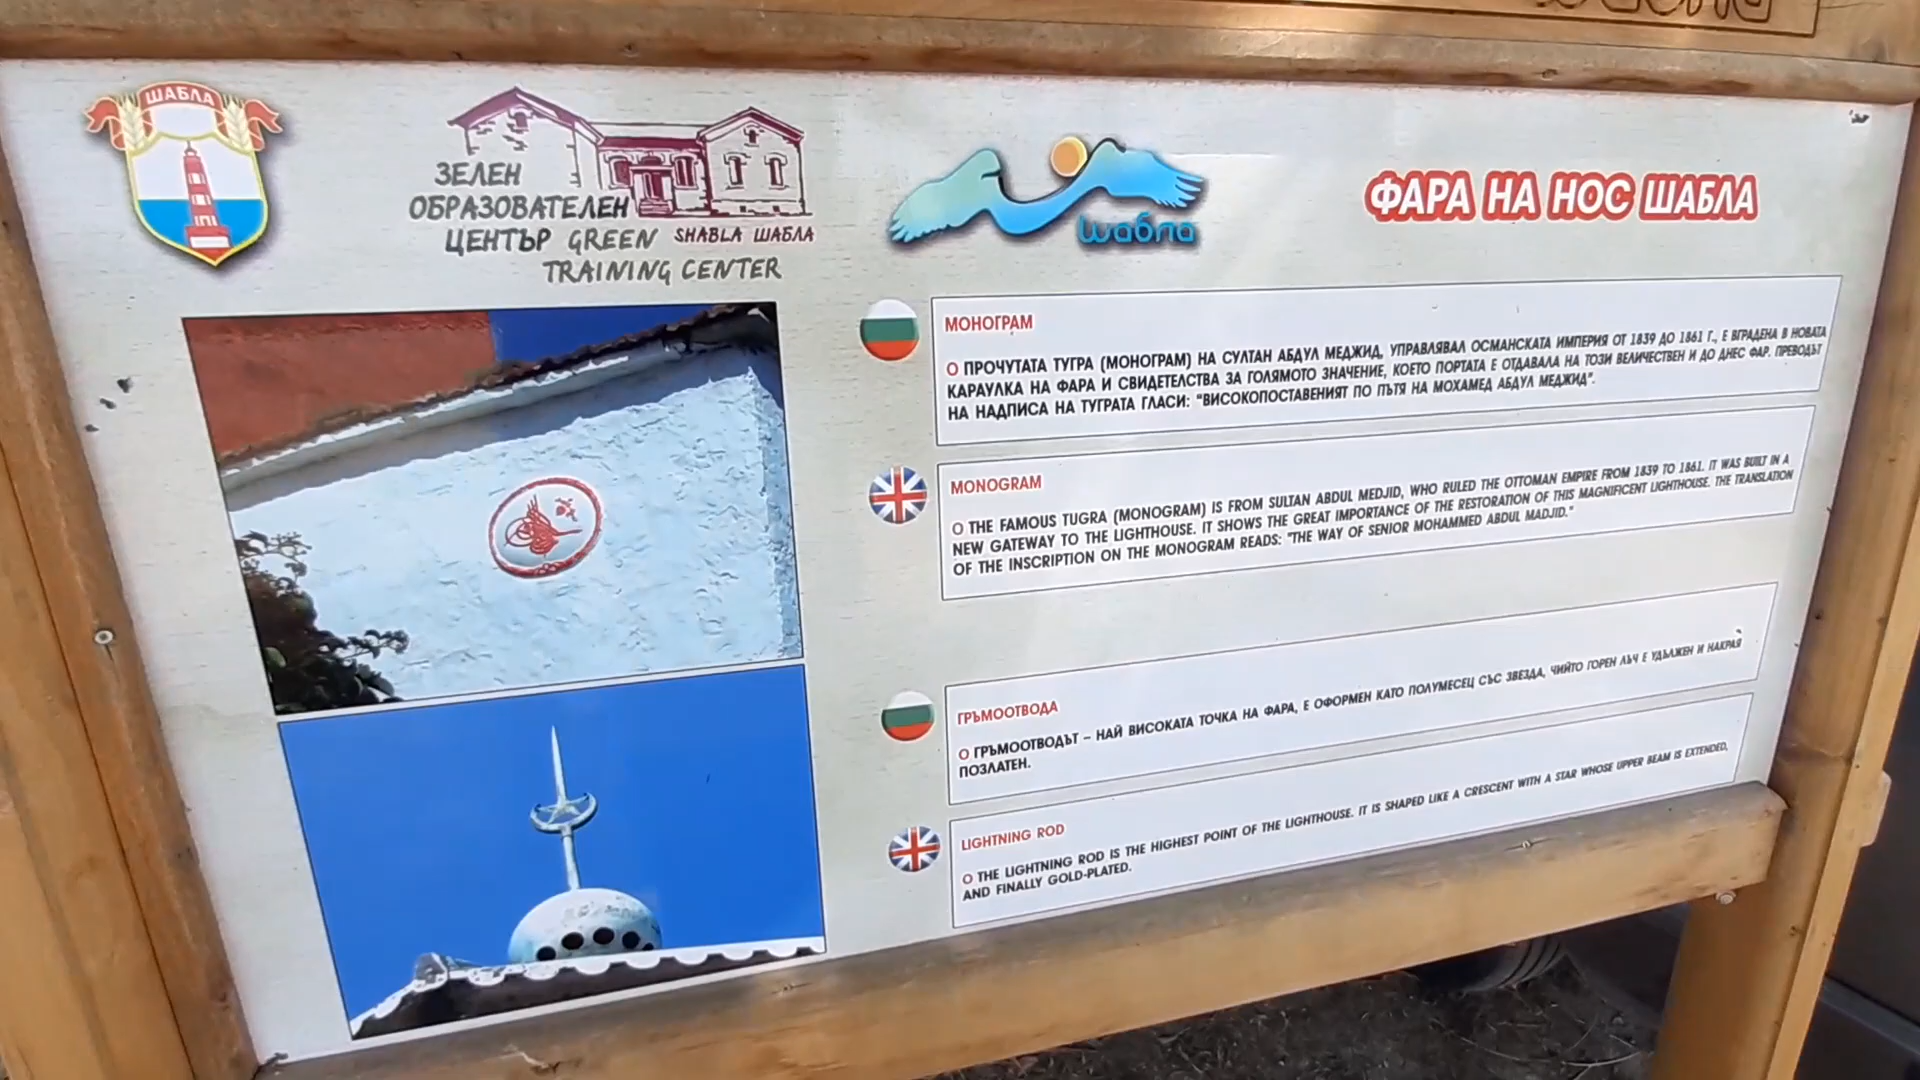 ШАБЛА
ЗЕЛЕН
ОБРАЗОВАТЕЛЕН
ЦЕНТЪР GREEN SHABLA ШАБЛА
TRAINING CENTER
Шабла
ФАРА НА НОС ШАБЛА
МОНОГРАМ
O ПРОЧУТАТА ТУГРА (МОНОГРАМ) НА СУЛТАН АБДУЛ МЕДЖИД, УПРАВЛЯВАЛ ОСМАНСКАТА ИМПЕРИЯ ОТ 1839 ДО 1861 Г., Е ВГРАДЕНА В НОВАТА
КАРАУЛКА НА ФАРА И СВИДЕТЕЛСТВА ЗА ГОЛЯМОТО ЗНАЧЕНИЕ, КОЕТО ПОРТАТА Е ОТДАВАЛА НА ТОЗИ ВЕЛИЧЕСТВЕН И ДО ДНЕС ФАР. ПРЕВОДЪТ
НА НАДПИСА НА ТУГРАТА ГЛАСИ: "ВИСОКОПОСТАВЕНИЯТ ПО ПЪТЯ НА МОХАМЕД АБДУЛ МЕДЖИД".
MONOGRAM
O THE FAMOUS TUGRA (MONOGRAM) IS FROM SULTAN ABDUL MEDJID, WHO RULED THE OTTOMAN EMPIRE FROM 1839 TO 1861. IT WAS BUILT IN A
NEW GATEWAY TO THE LIGHTHOUSE. IT SHOWS THE GREAT IMPORTANCE OF THE RESTORATION OF THIS MAGNIFICENT LIGHTHOUSE. THE TRANSLATION
OF THE INSCRIPTION ON THE MONOGRAM READS: "THE WAY OF SENIOR MOHAMMED ABDUL MADJID."
ГРЪМООТВОДА
O ГРЪМООТВОДЪТ – НАЙ ВИСОКАТА ТОЧКА НА ФАРА, Е ОФОРМЕН КАТО ПОЛУМЕСЕЦ СЪС ЗВЕЗДА, ЧИЙТО ГОРЕН ЛЪЧ Е УДЪЛЖЕН И НАКРАЯ
ПОЗЛАТЕН.
LIGHTNING ROD
O THE LIGHTNING ROD IS THE HIGHEST POINT OF THE LIGHTHOUSE. IT IS SHAPED LIKE A CRESCENT WITH A STAR WHOSE UPPER BEAM IS EXTENDED,
AND FINALLY GOLD-PLATED.